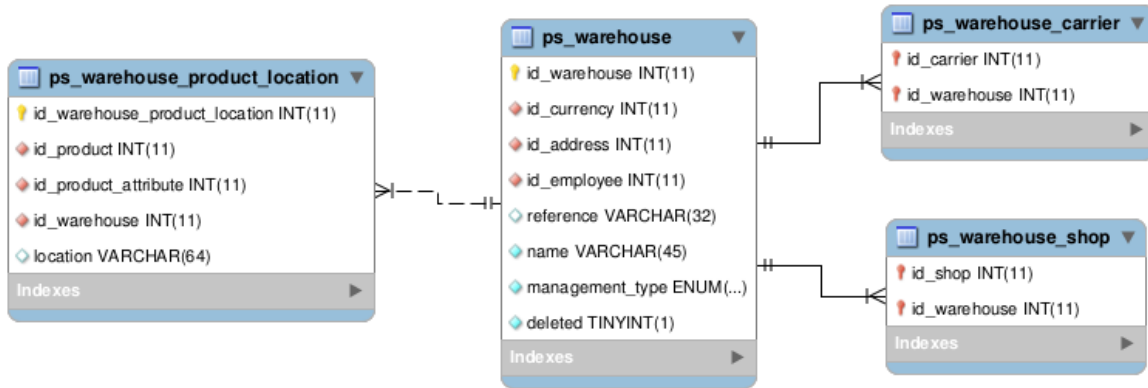 ps_warehouse_product_location
id_warehouse_product_location INT(11)
id_product INT(11)
id_product_attribute INT(11)
id_warehouse INT(11)
location VARCHAR(64)
Indexes
ps_warehouse
id_warehouse INT(11)
id_currency INT(11)
id_address INT(11)
id_employee INT(11)
reference VARCHAR(32)
name VARCHAR(45)
management_type ENUM(...)
deleted TINYINT(1)
Indexes
ps_warehouse_carrier
id_carrier INT(11)
id_warehouse INT(11)
Indexes
ps_warehouse_shop
id_shop INT(11)
id_warehouse INT(11)
Indexes